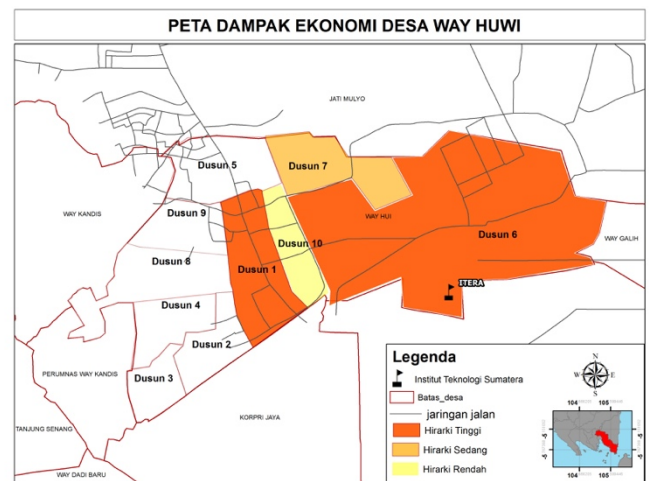 PETA DAMPAK EKONOMI DESA WAY HUWI
JATI MULYO
Dusun 5
Dusun 7
WAY KANDIS
Dusun 9
WAY HUI
Dusun 10
Dusun 6
WAY GALIH
Dusun 8
Dusun 1
ITERA
Dusun 4
Dusun 2
PERUMNAS WAY KANDIS
Dusun 3
KORPRI JAYA
TANJUNG SENANG
WAY DADI BARU
Legenda
Institut Teknologi Sumatera
Batas_desa
jaringan jalan
Hirarki Tinggi
Hirarki Sedang
Hirarki Rendah
N
W E
S
104 105
-5 -5
104 105